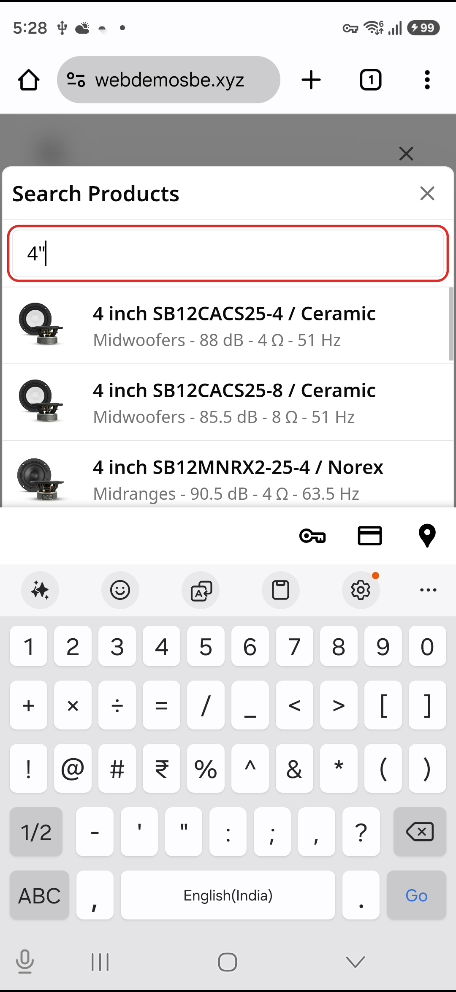 5:28 6 99
webdemosbe.xyz 1
Search Products
4"
4 inch SB12CACS25-4 / Ceramic
Midwoofers - 88 dB - 4 Ω - 51 Hz
4 inch SB12CACS25-8 / Ceramic
Midwoofers - 85.5 dB - 8 Ω - 51 Hz
4 inch SB12MNRX2-25-4 / Norex
Midranges - 90.5 dB - 4 Ω - 63.5 Hz
A
1 2 3 4 5 6 7 8 9 0
+ × ÷ = / _ < > [ ]
! @ # ₹ % ^ & * ( )
1/2 - ' " : ; , ?
ABC , English(India) . Go